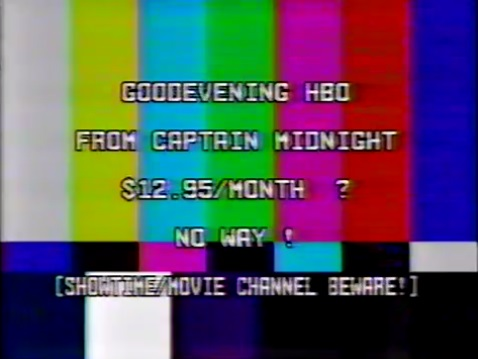 GOODEVENING HBO
FROM CAPTAIN MIDNIGHT
$12.95/MONTH ?
NO WAY !
[SHOWTIME/MOVIE CHANNEL BEWARE!]